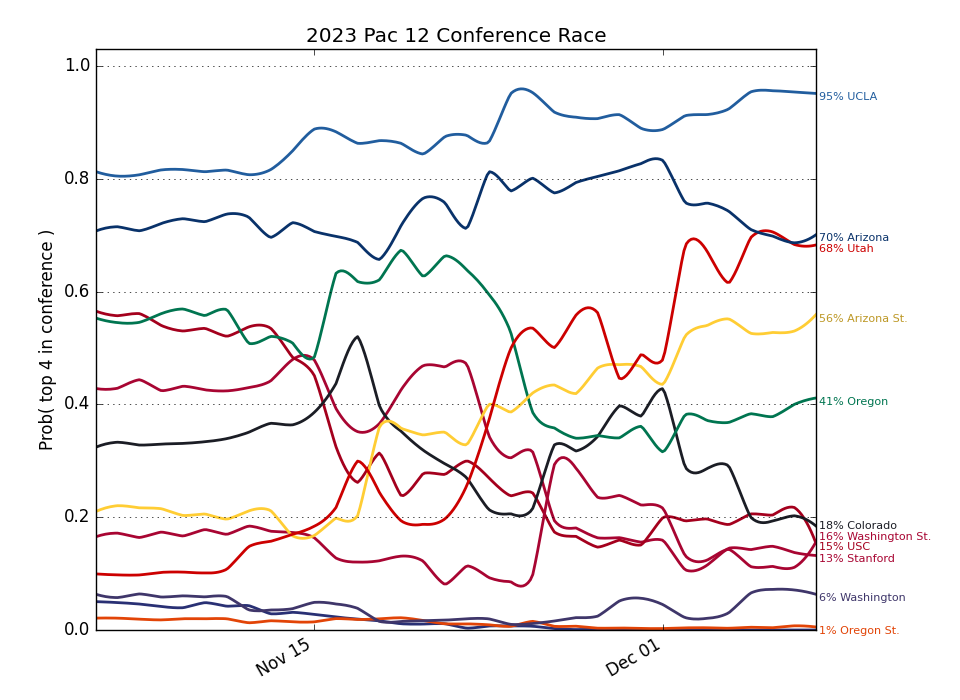 2023 Pac 12 Conference Race
1.0
0.8
0.6
0.4
0.2
0.0
Prob( top 4 in conference )
Nov 15
Dec 01
95% UCLA
70% Arizona
68% Utah
56% Arizona St.
41% Oregon
18% Colorado
16% Washington St.
15% USC
13% Stanford
6% Washington
1% Oregon St.